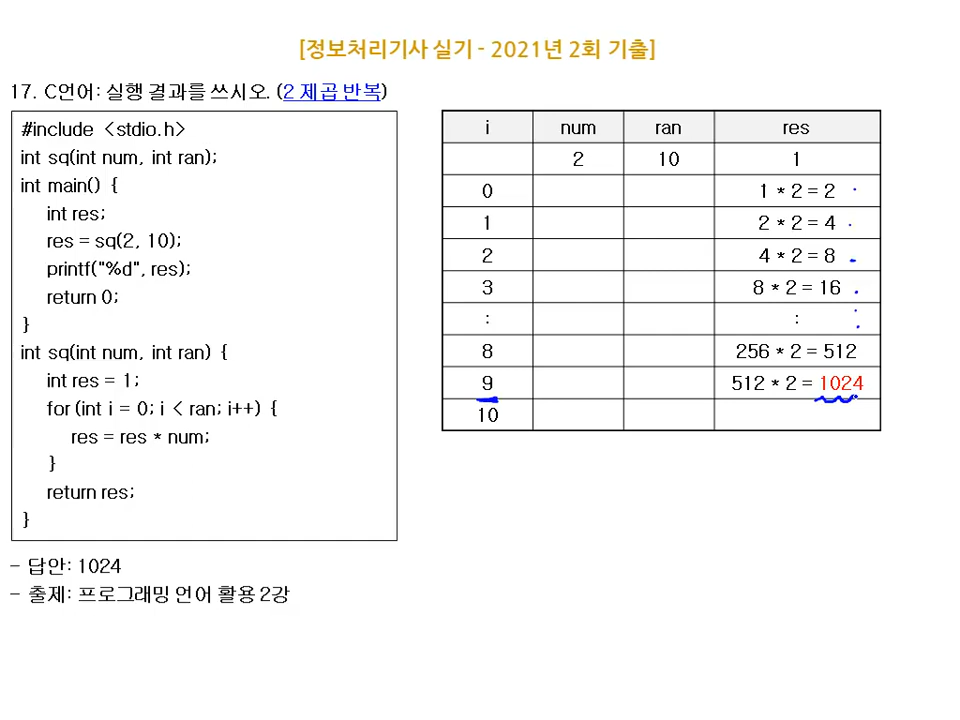 [정보처리기사 실기 - 2021년 2회 기출]
17. C언어: 실행 결과를 쓰시오. (2 제곱 반복)
#include <stdio.h>
int sq(int num, int ran);
int main() {
int res;
res = sq(2, 10);
printf("%d", res);
return 0;
}
int sq(int num, int ran) {
int res = 1;
for (int i = 0; i < ran; i++) {
res = res * num;
}
return res;
}
i num ran res
2 10 1
0 1 * 2 = 2
1 2 * 2 = 4
2 4 * 2 = 8
3 8 * 2 = 16
: :
8 256 * 2 = 512
9 512 * 2 = 1024
10
- 답안: 1024
- 출제: 프로그래밍 언어 활용 2강